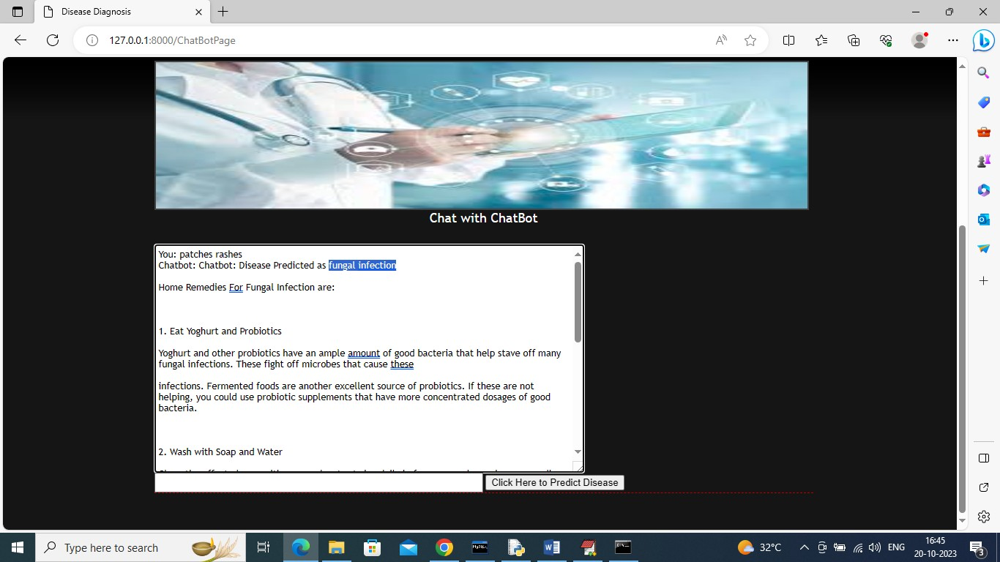 Disease Diagnosis
127.0.0.1:8000/ChatBotPage
Chat with ChatBot
You: patches rashes
Chatbot: Chatbot: Disease Predicted as fungal infection
Home Remedies For Fungal Infection are:
1. Eat Yoghurt and Probiotics
Yoghurt and other probiotics have an ample amount of good bacteria that help stave off many
fungal infections. These fight off microbes that cause these
infections. Fermented foods are another excellent source of probiotics. If these are not
helping, you could use probiotic supplements that have more concentrated dosages of good
bacteria.
2. Wash with Soap and Water
Click Here to Predict Disease
Type here to search
32°C
ENG
16:45
20-10-2023
3